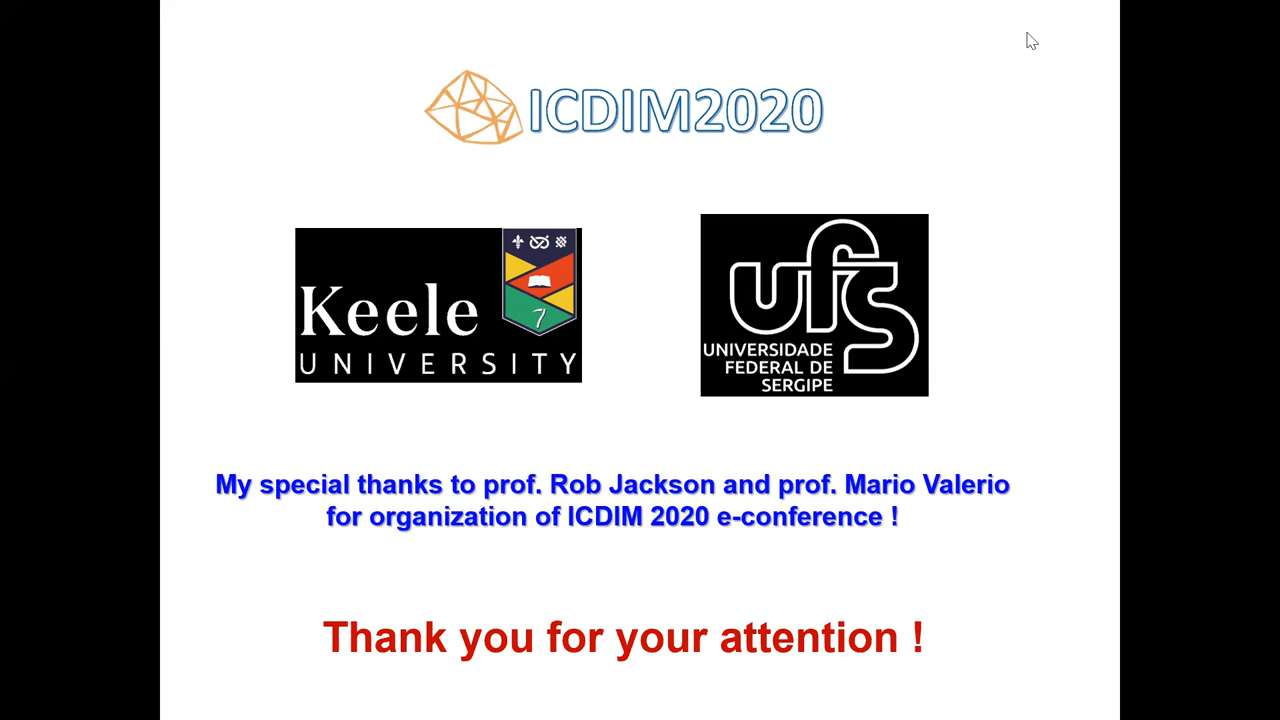 ICDIM2020
Keele
UNIVERSITY
ufs
UNIVERSIDADE
FEDERAL DE
SERGIPE
My special thanks to prof. Rob Jackson and prof. Mario Valerio
for organization of ICDIM 2020 e-conference !
Thank you for your attention !